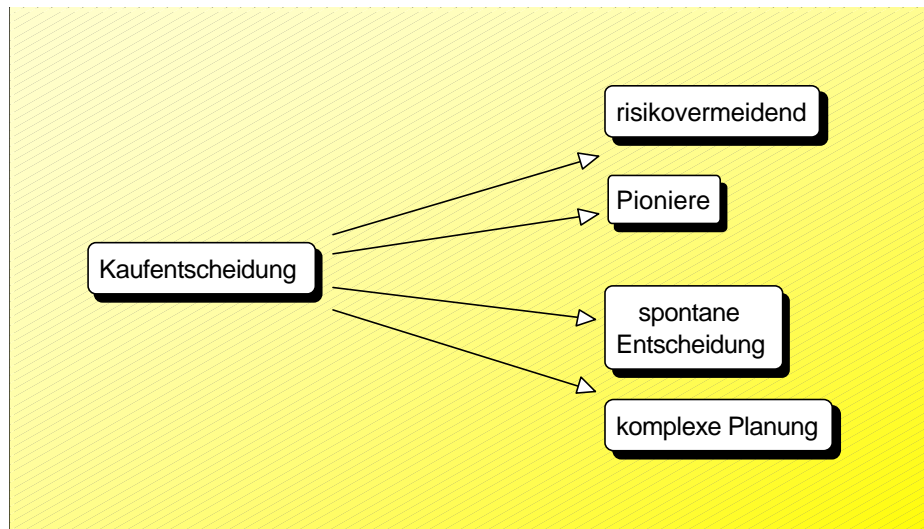 risikovermeidend
Pioniere
Kaufentscheidung
spontane
Entscheidung
komplexe Planung